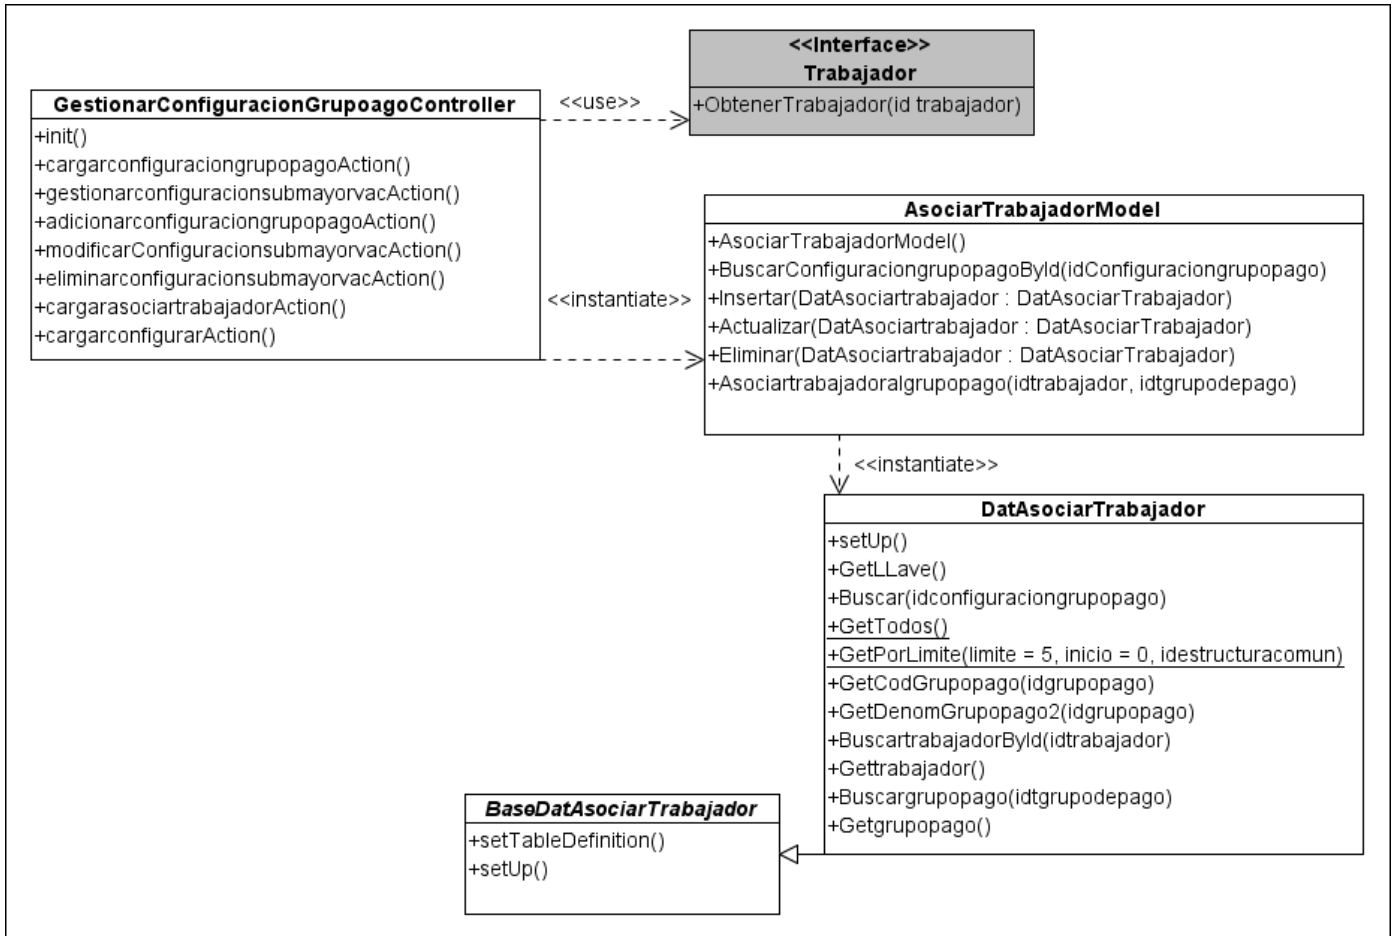 <<Interface>>
Trabajador
+ObtenerTrabajador(id trabajador)
GestionarConfiguracionGrupoagoController
+init()
+cargarconfiguraciongrupopagoAction()
+gestionarconfiguracionsubmayorvacAction()
+adicionarconfiguraciongrupopagoAction()
+modificarConfiguracionsubmayorvacAction()
+eliminarconfiguracionsubmayorvacAction()
+cargarasociartrabajadorAction()
+cargarconfigurarAction()
<<use>>
<<instantiate>>
AsociarTrabajadorModel
+AsociarTrabajadorModel()
+BuscarConfiguraciongrupopagoById(idConfiguraciongrupopago)
+Insertar(DatAsociartrabajador : DatAsociarTrabajador)
+Actualizar(DatAsociartrabajador : DatAsociarTrabajador)
+Eliminar(DatAsociartrabajador : DatAsociarTrabajador)
+Asociartrabajadoralgrupopago(idtrabajador, idtgrupodepago)
<<instantiate>>
DatAsociarTrabajador
+setUp()
+GetLLave()
+Buscar(idconfiguraciongrupopago)
+GetTodos()
+GetPorLimite(limite = 5, inicio = 0, idestructuracomun)
+GetCodGrupopago(idgrupopago)
+GetDenomGrupopago2(idgrupopago)
+BuscartrabajadorById(idtrabajador)
+Gettrabajador()
+Buscargrupopago(idtgrupodepago)
+Getgrupopago()
BaseDatAsociarTrabajador
+setTableDefinition()
+setUp()